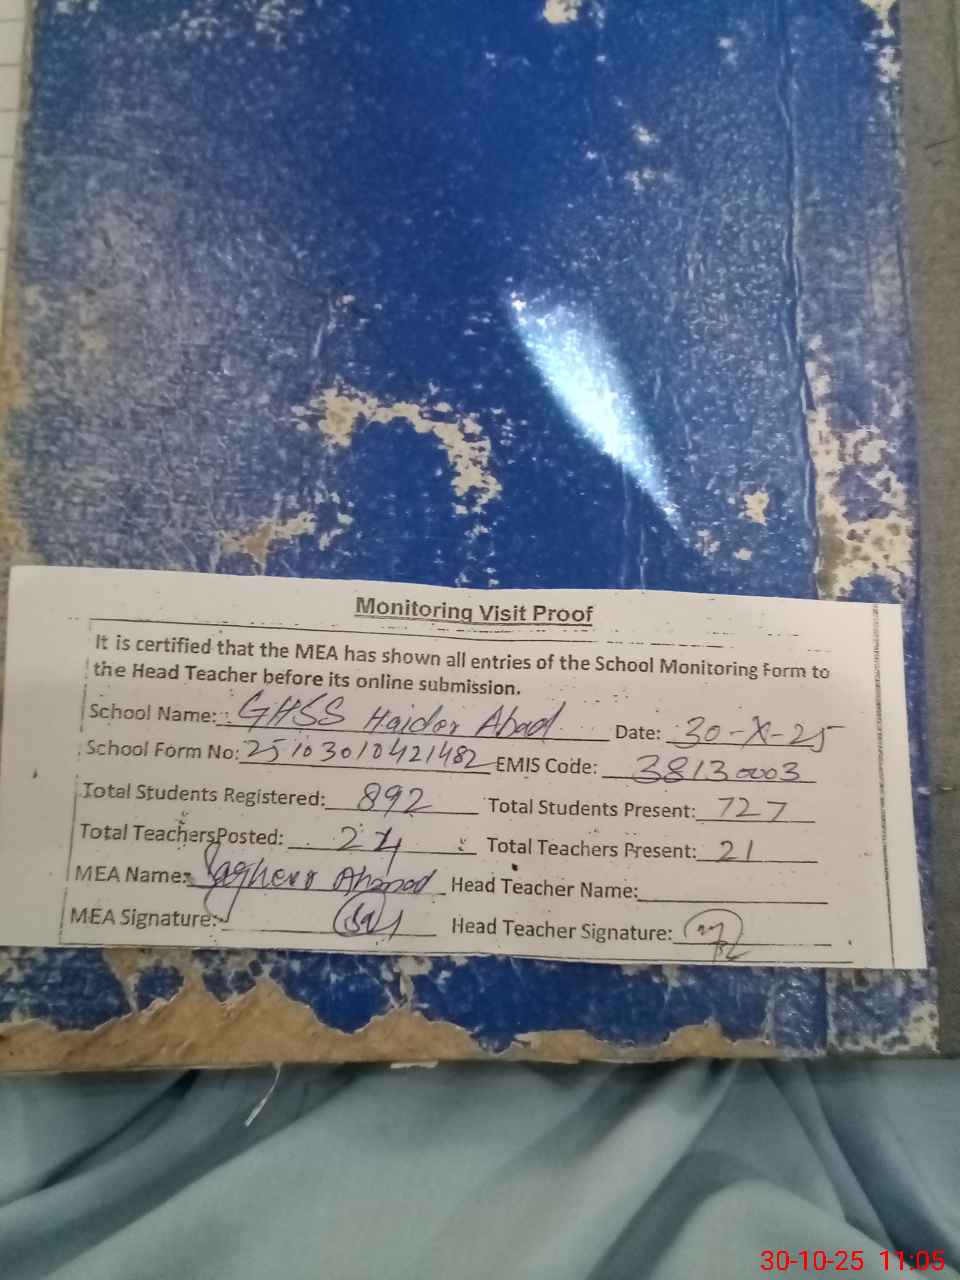 Monitoring Visit Proof
It is certified that the MEA has shown all entries of the School Monitoring Form to
the Head Teacher before its online submission.
School Name: GHSS Haider Abad Date: 30-X-25
School Form No: 25103010421482 EMIS Code: 38130003
Total Students Registered: 892 Total Students Present: 727
Total TeachersPosted: 24 Total Teachers Present: 21
MEA Name: Ahmad Head Teacher Name:
MEA Signature: Head Teacher Signature:
30-10-25 11:05